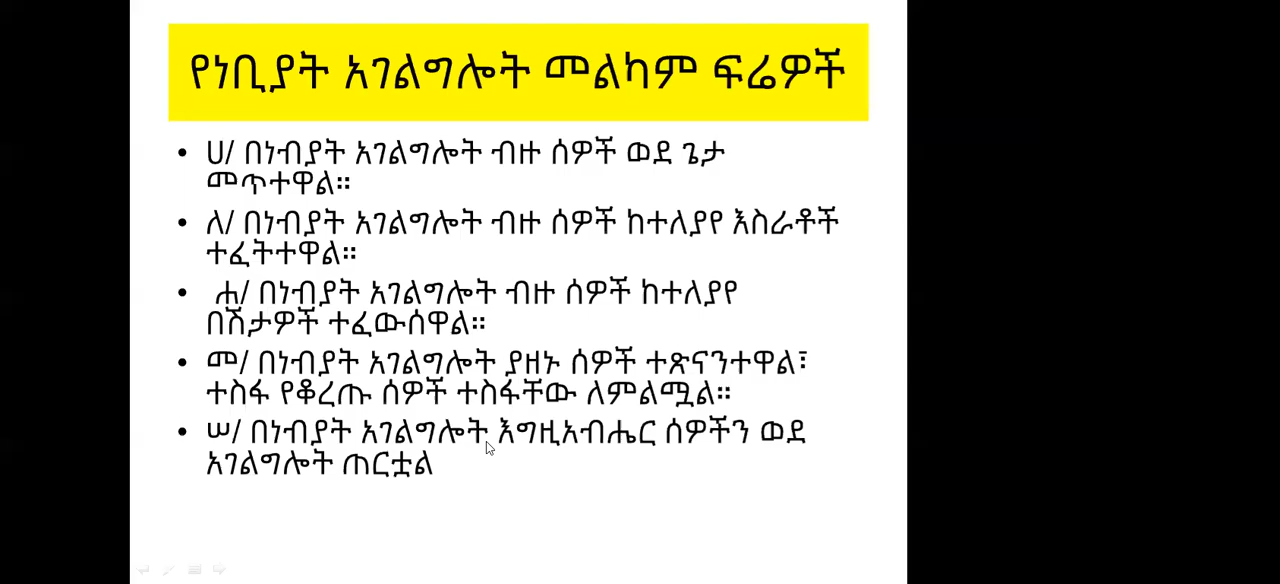 የነቢያት አገልግሎት መልካም ፍሬዎች
• ሀ/ በነብያት አገልግሎት ብዙ ሰዎች ወደ ጌታ
መጥተዋል።
• ለ/ በነብያት አገልግሎት ብዙ ሰዎች ከተለያየ እስራቶች
ተፈትተዋል።
• ሐ/ በነብያት አገልግሎት ብዙ ሰዎች ከተለያየ
በሽታዎች ተፈውሰዋል።
• መ/ በነብያት አገልግሎት ያዘኑ ሰዎች ተጽናንተዋል፣
ተስፋ የቆረጡ ሰዎች ተስፋቸው ለምልሟል።
• ሠ/ በነብያት አገልግሎት እግዚአብሔር ሰዎችን ወደ
አገልግሎት ጠርቷል